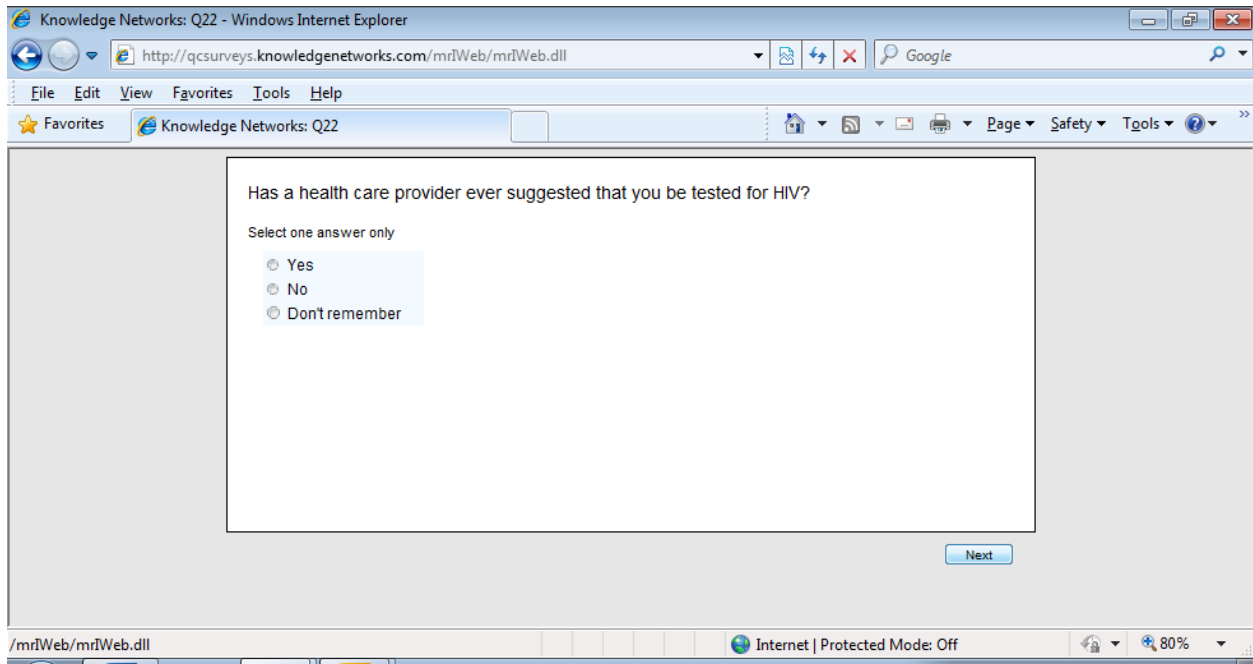 Knowledge Networks: Q22 - Windows Internet Explorer
http://qcsurveys.knowledgenetworks.com/mrIWeb/mrIWeb.dll
Google
File Edit View Favorites Tools Help
Favorites Knowledge Networks: Q22 Page Safety Tools
Has a health care provider ever suggested that you be tested for HIV?
Select one answer only
Yes
No
Don't remember
Next
/mrIWeb/mrIWeb.dll Internet | Protected Mode: Off 80%